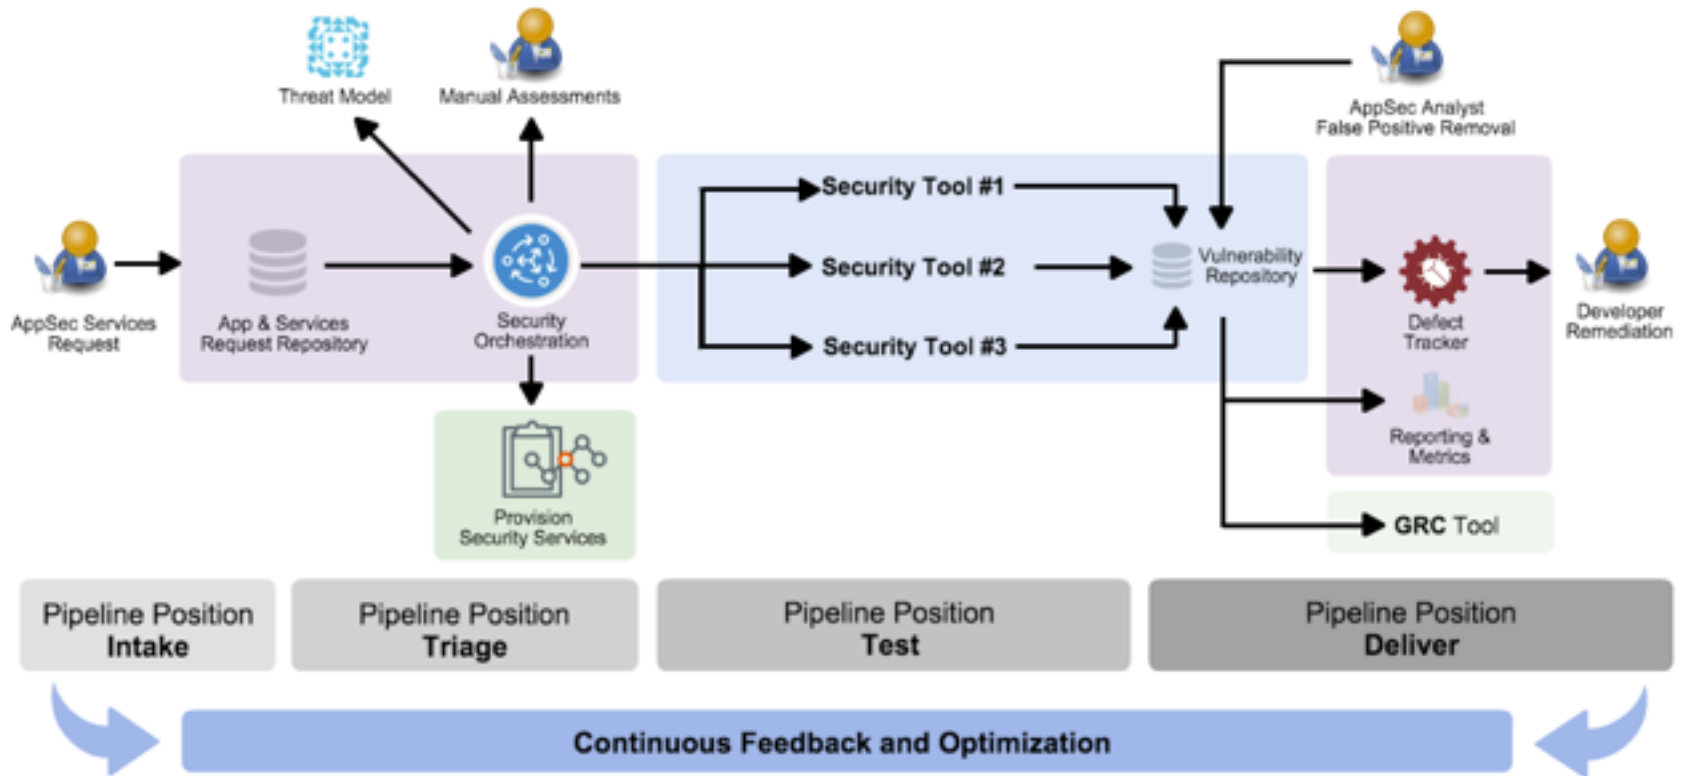 Threat Model
Manual Assessments
AppSec Analyst
False Positive Removal
AppSec Services
Request
App & Services
Request Repository
Security
Orchestration
Provision
Security Services
Security Tool #1
Security Tool #2
Security Tool #3
Vulnerability
Repository
Defect
Tracker
Developer
Remediation
Reporting &
Metrics
GRC Tool
Pipeline Position
Intake
Pipeline Position
Triage
Pipeline Position
Test
Pipeline Position
Deliver
Continuous Feedback and Optimization